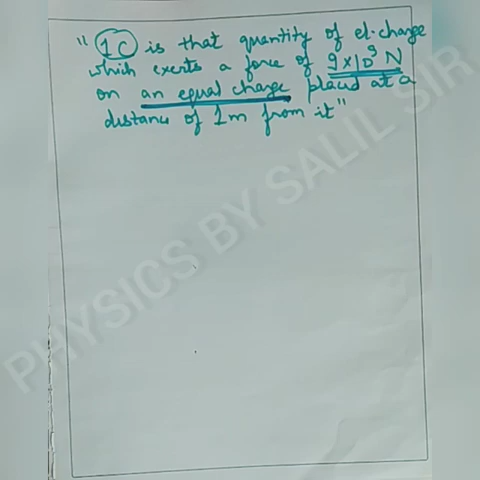 " 1C is that quantity of el. charge
which exerts a force of 9×10⁹ N
on an equal charge placed at a
distance of 1m from it "
PHYSICS BY SALIL SIR